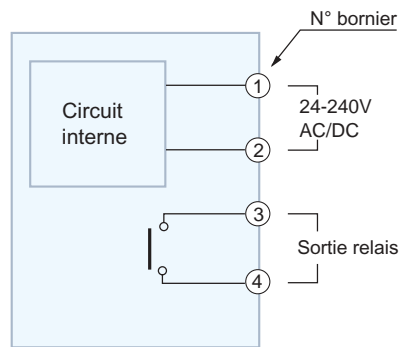 N° bornier
1
Circuit
interne
24-240V
AC/DC
2
3
Sortie relais
4